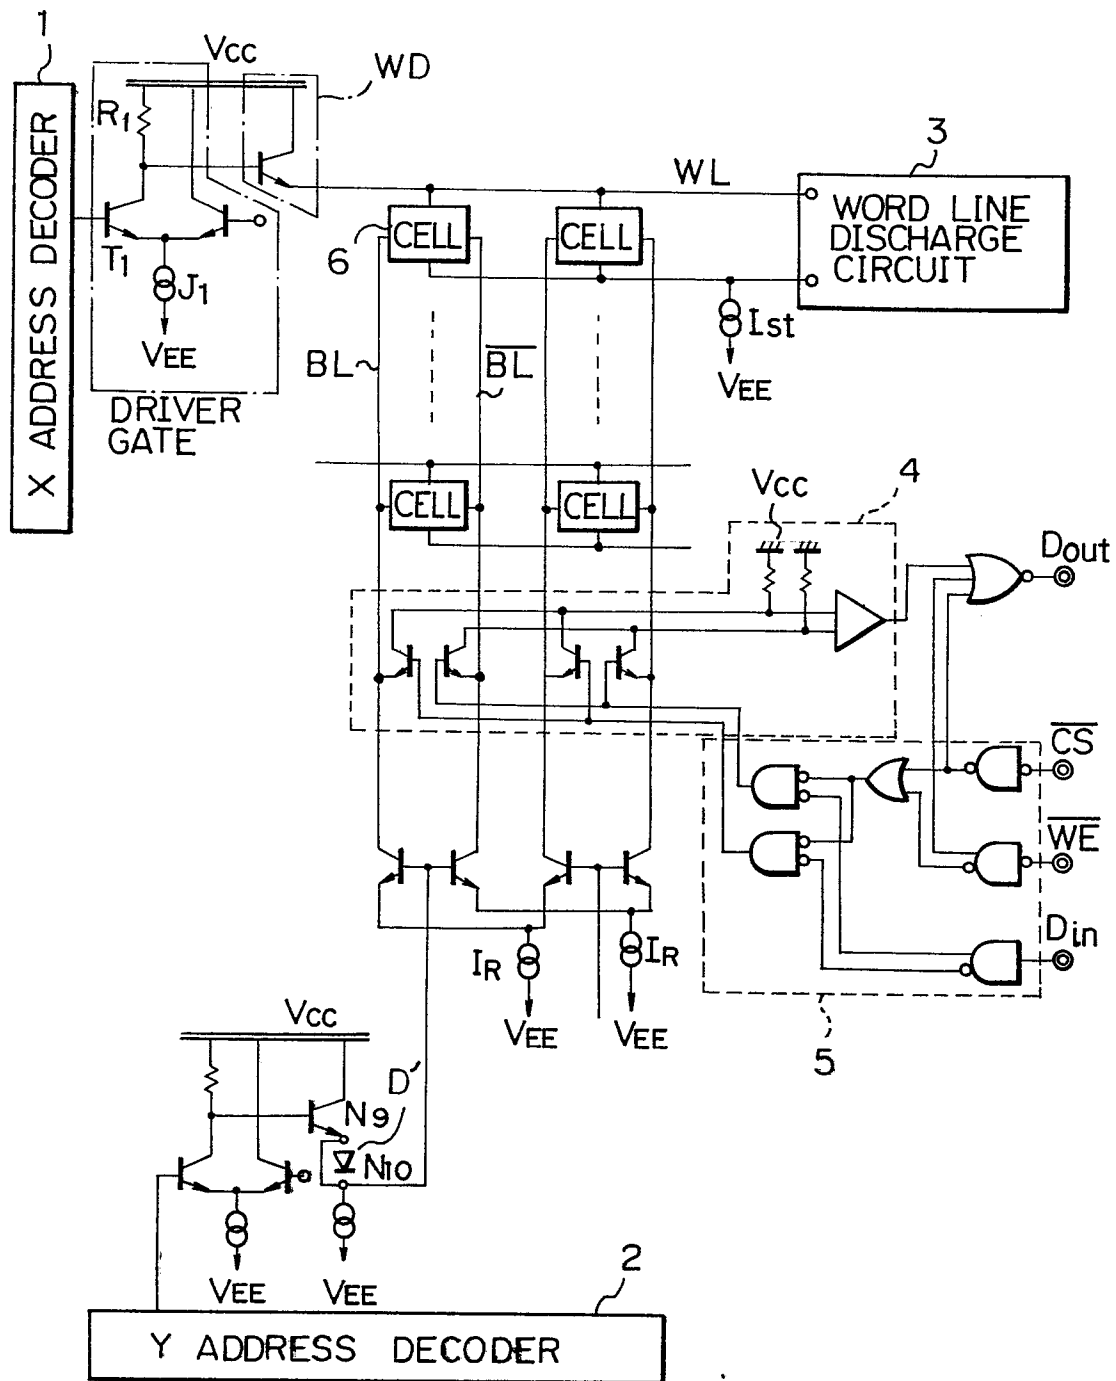 1
VCC
WD
R1
X ADDRESS DECODER
T1
J1
VEE
DRIVER
GATE
6
CELL
CELL
WL
3
WORD LINE
DISCHARGE
CIRCUIT
Ist
VEE
BL
BL
CELL
CELL
VCC
4
Dout
CS
WE
Din
IR
IR
VEE
VEE
5
VCC
D'
N9
N10
VEE
VEE
2
Y ADDRESS DECODER